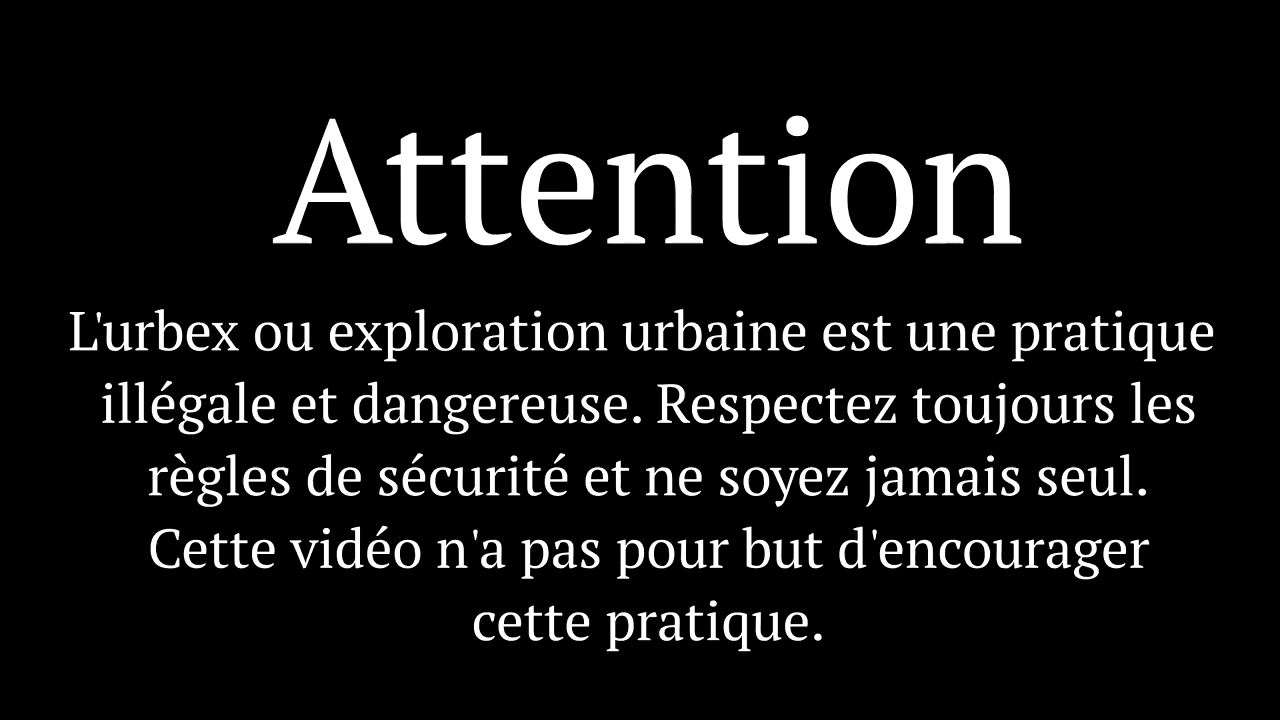 Attention
L'urbex ou exploration urbaine est une pratique
illégale et dangereuse. Respectez toujours les
règles de sécurité et ne soyez jamais seul.
Cette vidéo n'a pas pour but d'encourager
cette pratique.